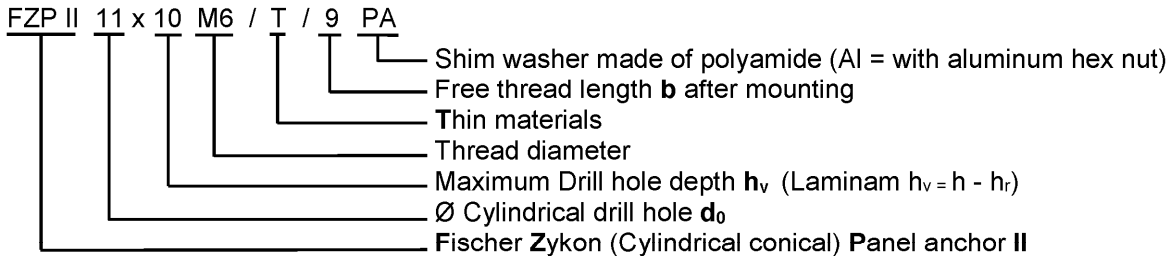 FZP II 11 x 10 M6 / T / 9 PA
Shim washer made of polyamide (Al = with aluminum hex nut)
Free thread length b after mounting
Thin materials
Thread diameter
Maximum Drill hole depth hv (Laminam hv = h - hr)
Ø Cylindrical drill hole d0
Fischer Zykon (Cylindrical conical) Panel anchor II